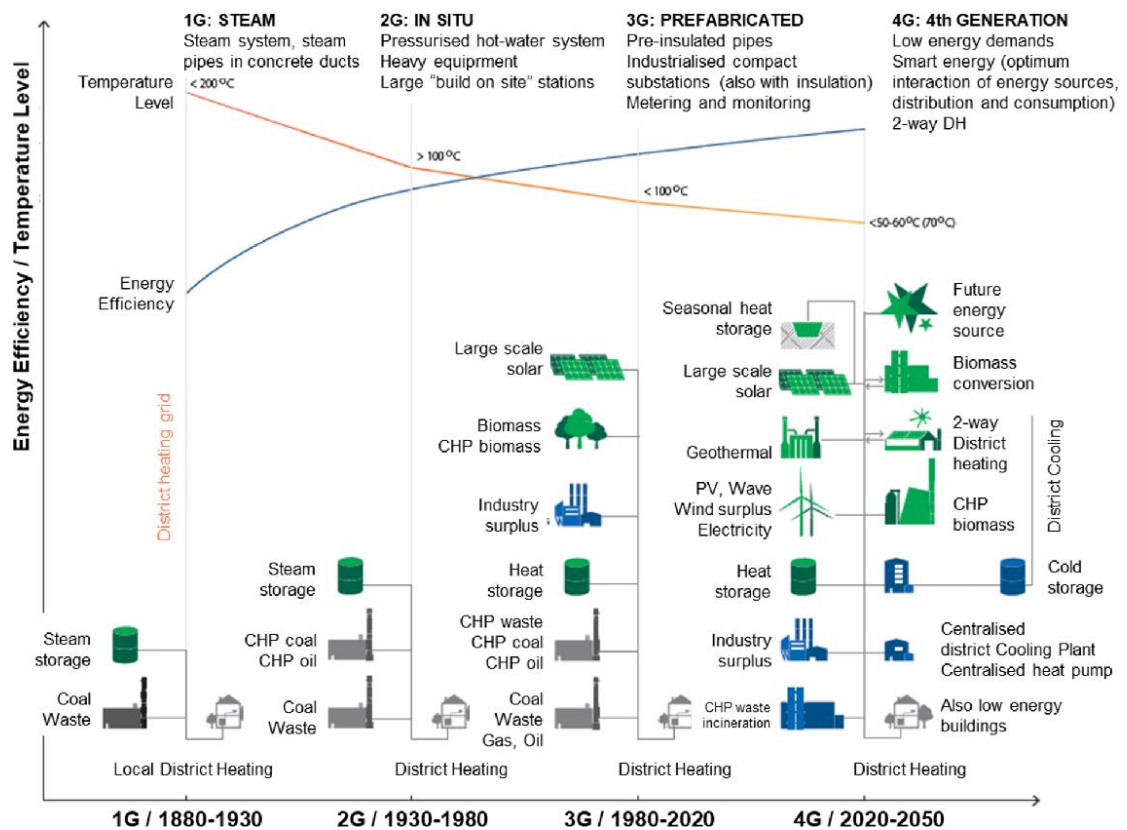 1G: STEAM
Steam system, steam
pipes in concrete ducts
2G: IN SITU
Pressurised hot-water system
Heavy equiprment
Large “build on site” stations
3G: PREFABRICATED
Pre-insulated pipes
Industrialised compact
substations (also with insulation)
Metering and monitoring
4G: 4th GENERATION
Low energy demands
Smart energy (optimum
interaction of energy sources,
distribution and consumption)
2-way DH
Energy Efficiency / Temperature Level
Temperature
Level
< 200°C
> 100°C
< 100°C
<50-60°C (70°C)
Energy
Efficiency
District heating grid
Steam
storage
Coal
Waste
Local District Heating
Steam
storage
CHP coal
CHP oil
Coal
Waste
District Heating
Large scale
solar
Biomass
CHP biomass
Industry
surplus
Heat
storage
CHP waste
CHP coal
CHP oil
Coal
Waste
Gas, Oil
District Heating
Seasonal heat
storage
Large scale
solar
Geothermal
PV, Wave
Wind surplus
Electricity
Heat
storage
Industry
surplus
CHP waste
incineration
Future
energy
source
Biomass
conversion
2-way
District
heating
CHP
biomass
District Cooling
Cold
storage
Centralised
district Cooling Plant
Centralised heat pump
Also low energy
buildings
District Heating
1G / 1880-1930
2G / 1930-1980
3G / 1980-2020
4G / 2020-2050